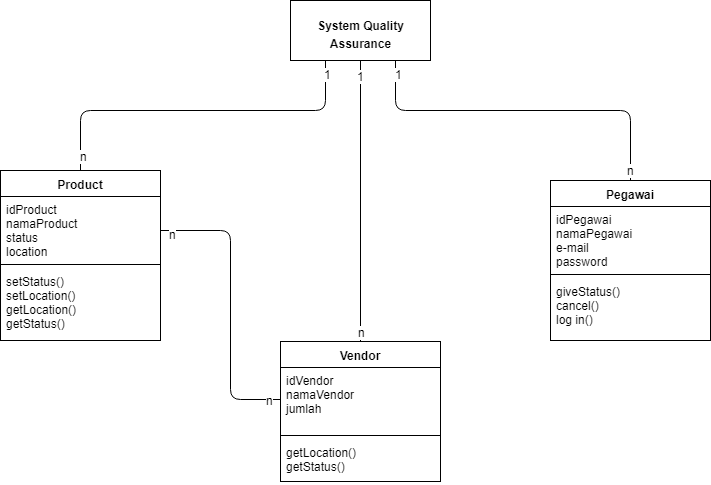 System Quality
Assurance
1
1
1
n
n
n
n
n
Product
idProduct
namaProduct
status
location
setStatus()
setLocation()
getLocation()
getStatus()
Pegawai
idPegawai
namaPegawai
e-mail
password
giveStatus()
cancel()
log in()
Vendor
idVendor
namaVendor
jumlah
getLocation()
getStatus()